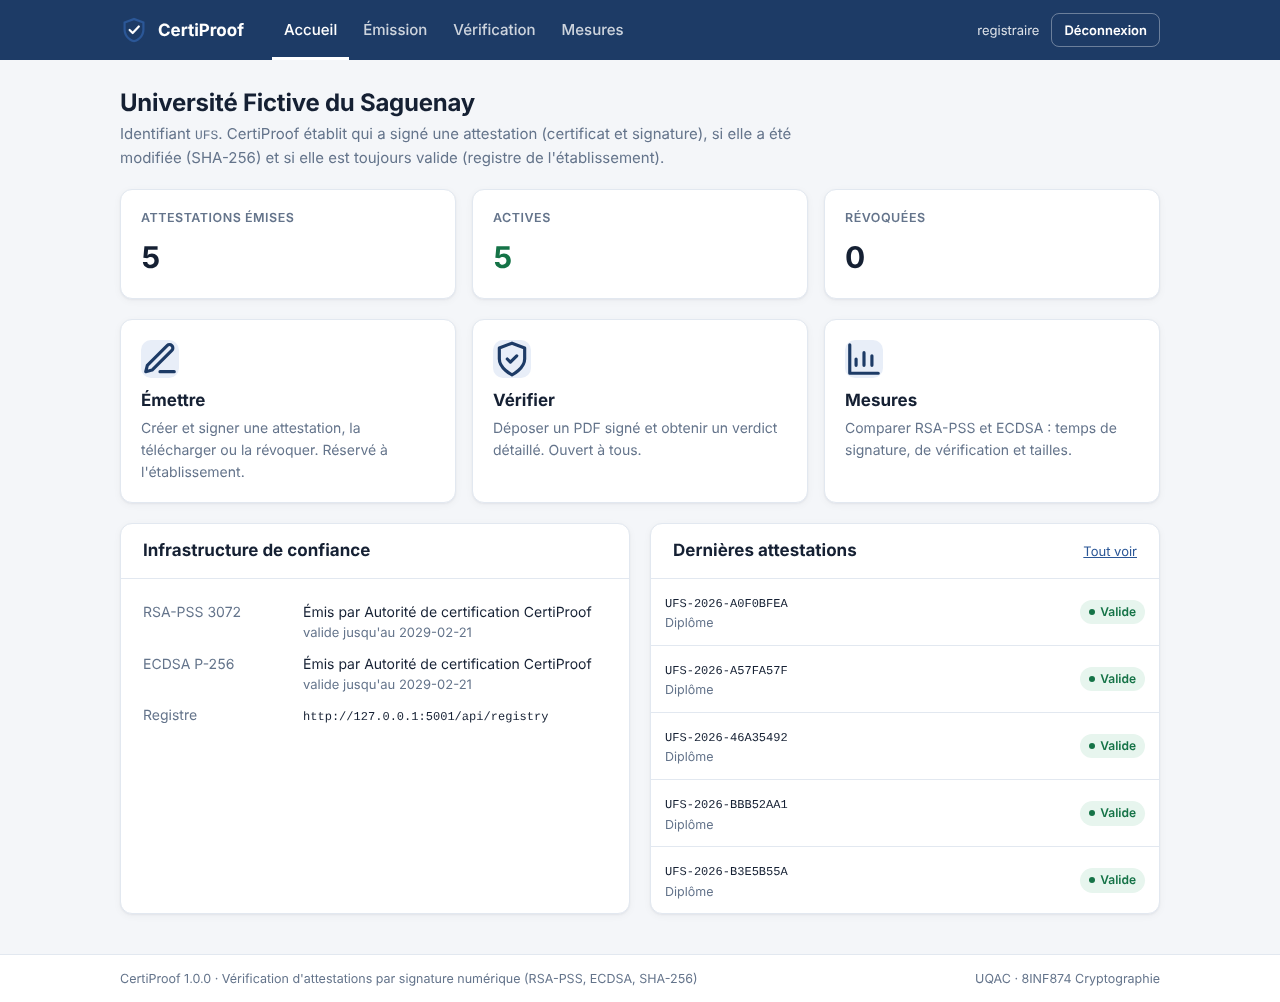 CertiProof
Accueil
Émission
Vérification
Mesures
registraire
Déconnexion
Université Fictive du Saguenay
Identifiant UFS. CertiProof établit qui a signé une attestation (certificat et signature), si elle a été
modifiée (SHA-256) et si elle est toujours valide (registre de l'établissement).
ATTESTATIONS ÉMISES
5
ACTIVES
5
RÉVOQUÉES
0
Émettre
Créer et signer une attestation, la
télécharger ou la révoquer. Réservé à
l'établissement.
Vérifier
Déposer un PDF signé et obtenir un verdict
détaillé. Ouvert à tous.
Mesures
Comparer RSA-PSS et ECDSA : temps de
signature, de vérification et tailles.
Infrastructure de confiance
RSA-PSS 3072
Émis par Autorité de certification CertiProof
valide jusqu'au 2029-02-21
ECDSA P-256
Émis par Autorité de certification CertiProof
valide jusqu'au 2029-02-21
Registre
http://127.0.0.1:5001/api/registry
Dernières attestations
Tout voir
UFS-2026-A0F0BFEA
Diplôme
Valide
UFS-2026-A57FA57F
Diplôme
Valide
UFS-2026-46A35492
Diplôme
Valide
UFS-2026-BBB52AA1
Diplôme
Valide
UFS-2026-B3E5B55A
Diplôme
Valide
CertiProof 1.0.0 · Vérification d'attestations par signature numérique (RSA-PSS, ECDSA, SHA-256)
UQAC · 8INF874 Cryptographie